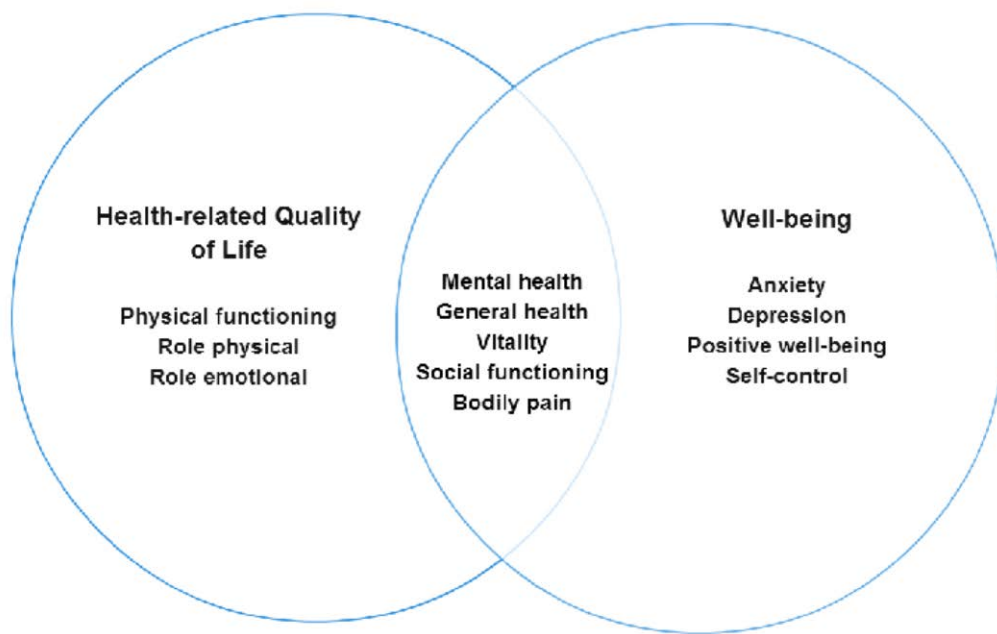 Health-related Quality
of Life
Physical functioning
Role physical
Role emotional
Mental health
General health
Vitality
Social functioning
Bodily pain
Well-being
Anxiety
Depression
Positive well-being
Self-control